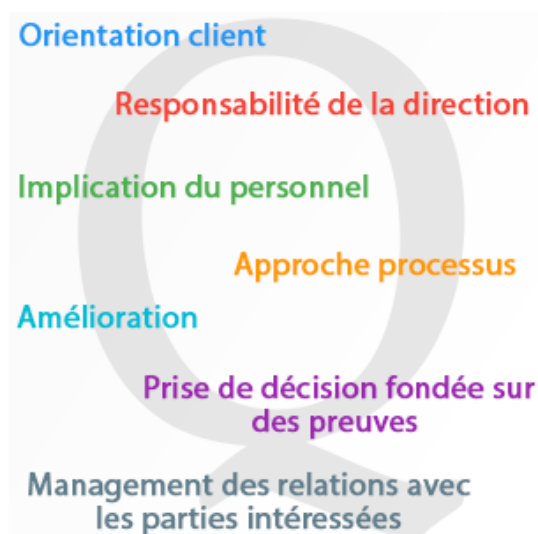 Orientation client
Responsabilité de la direction
Implication du personnel
Approche processus
Amélioration
Prise de décision fondée sur
des preuves
Management des relations avec
les parties intéressées
Q